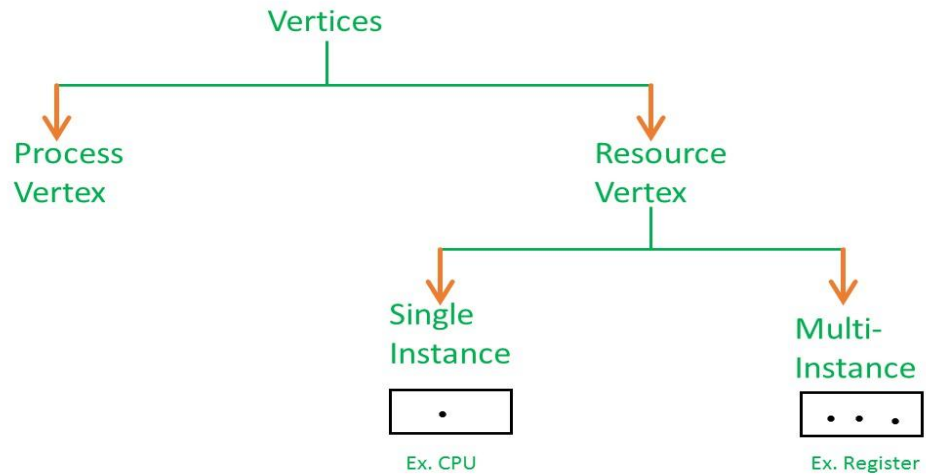 Vertices
Process
Vertex
Resource
Vertex
Single
Instance
Multi-
Instance
Ex. CPU
Ex. Register